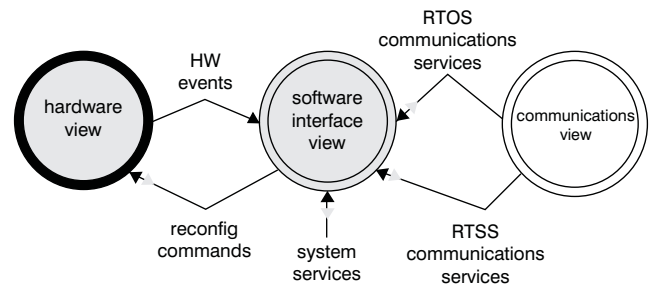 RTOS
communications
services
HW
events
hardware
view
software
interface
view
communications
view
reconfig
commands
system
services
RTSS
communications
services